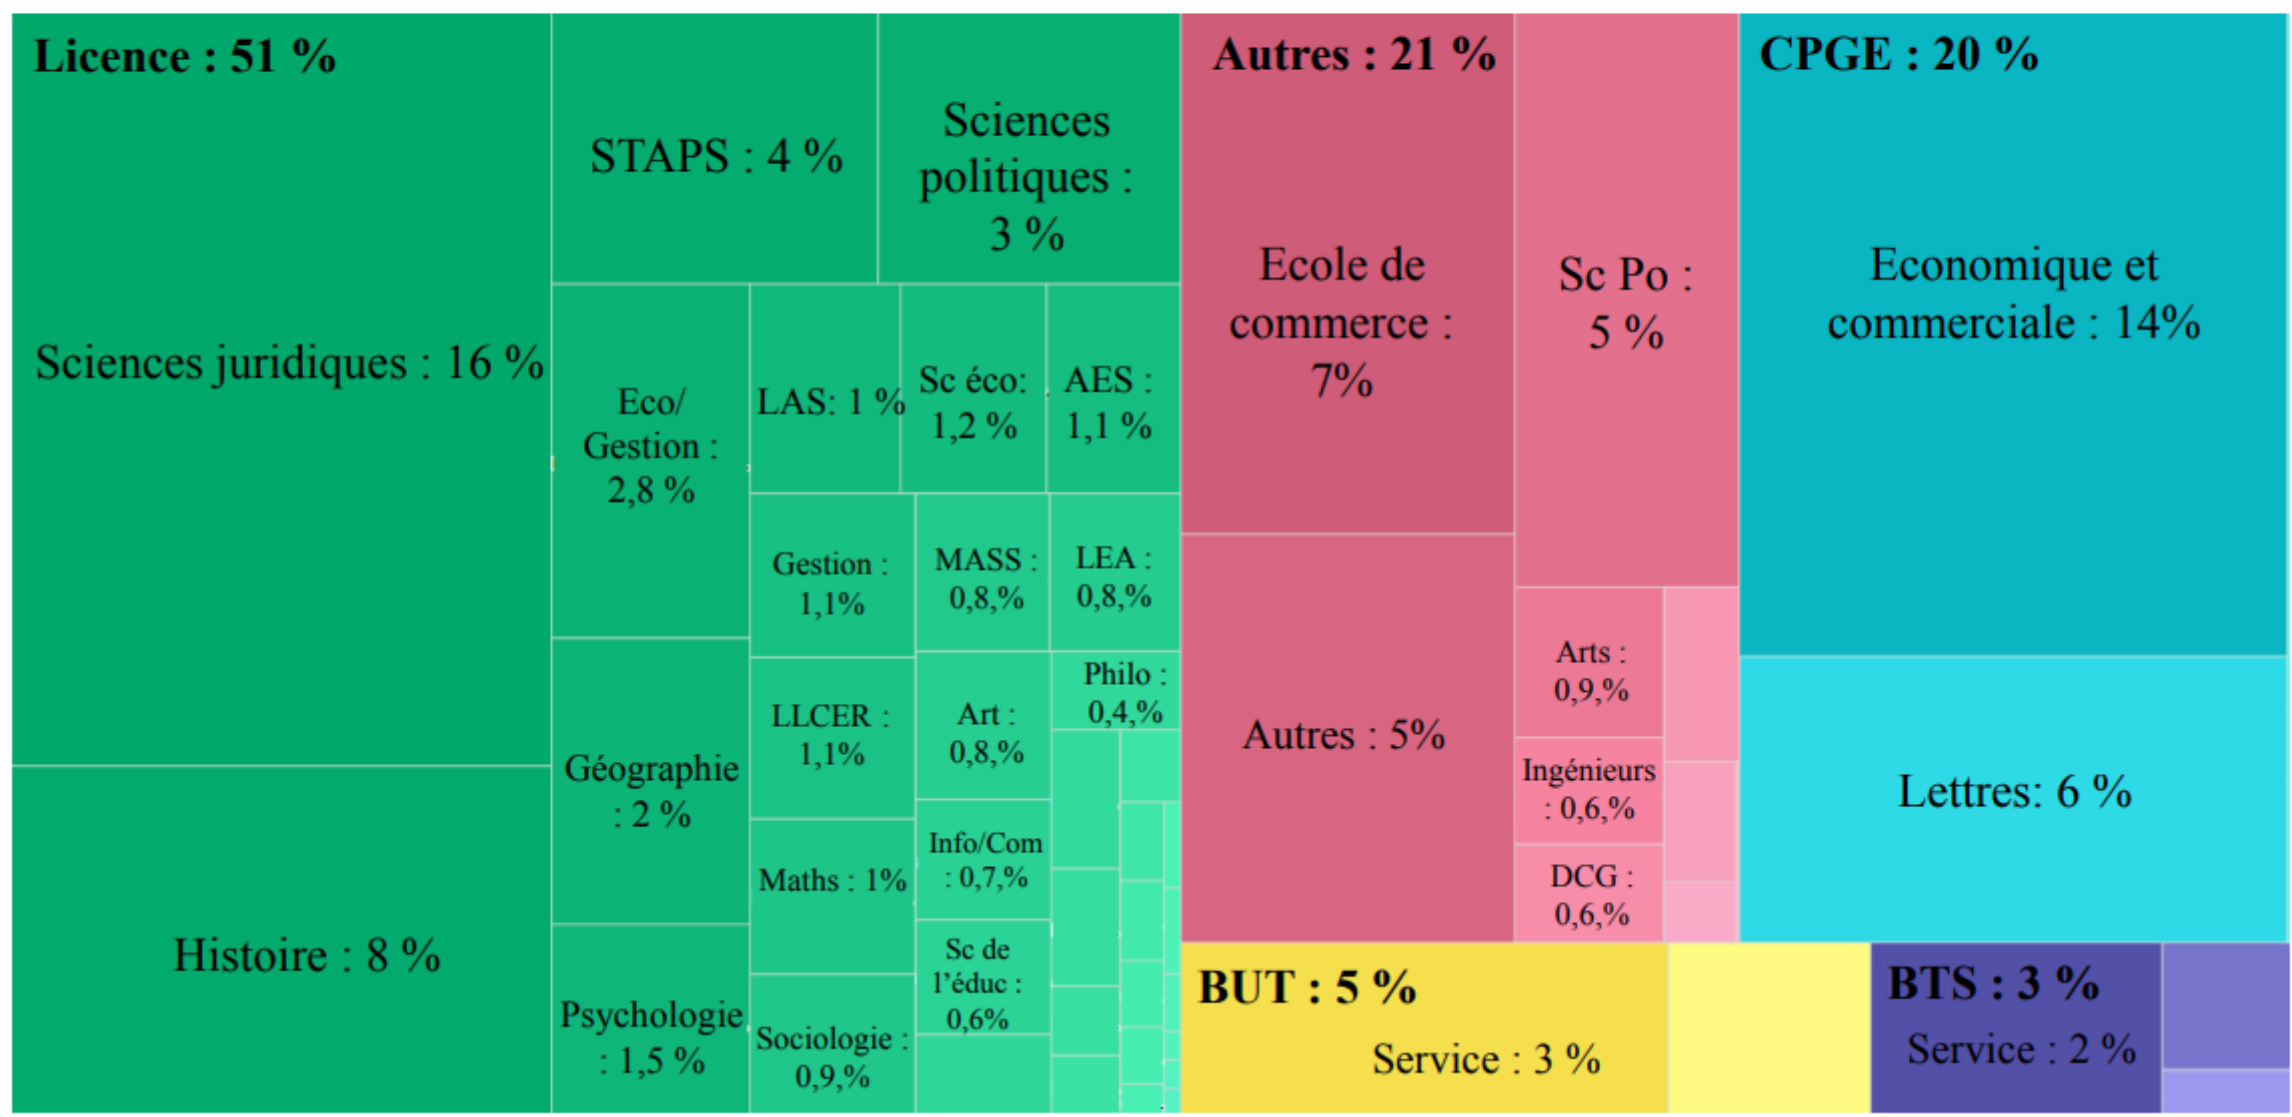 Licence : 51 %
Sciences juridiques : 16 %
Histoire : 8 %
STAPS : 4 %
Sciences
politiques :
3 %
Eco/
Gestion :
2,8 %
LAS: 1 %
Sc éco:
1,2 %
AES :
1,1 %
Gestion :
1,1%
MASS :
0,8,%
LEA :
0,8,%
Géographie
: 2 %
LLCER :
1,1%
Art :
0,8,%
Philo :
0,4,%
Maths : 1%
Info/Com
: 0,7,%
Psychologie
: 1,5 %
Sociologie :
0,9,%
Sc de
l'éduc :
0,6%
Autres : 21 %
Ecole de
commerce :
7%
Sc Po :
5 %
Autres : 5%
Arts :
0,9,%
Ingénieurs
: 0,6,%
DCG :
0,6,%
CPGE : 20 %
Economique et
commerciale : 14%
Lettres: 6 %
BUT : 5 %
Service : 3 %
BTS : 3 %
Service : 2 %